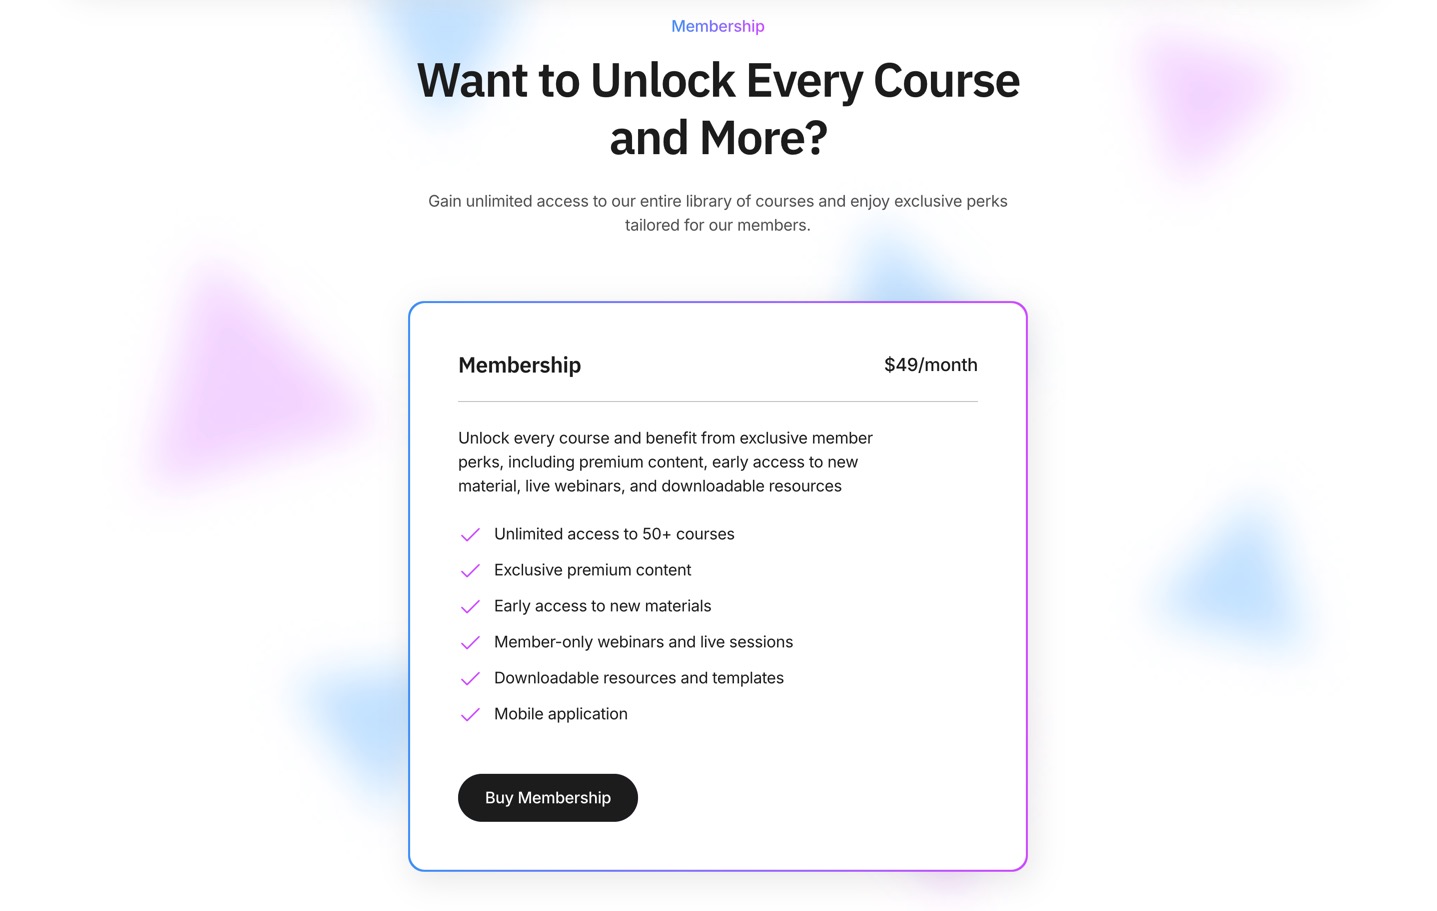 Membership
Want to Unlock Every Course
and More?
Gain unlimited access to our entire library of courses and enjoy exclusive perks
tailored for our members.
Membership
$49/month
Unlock every course and benefit from exclusive member
perks, including premium content, early access to new
material, live webinars, and downloadable resources
Unlimited access to 50+ courses
Exclusive premium content
Early access to new materials
Member-only webinars and live sessions
Downloadable resources and templates
Mobile application
Buy Membership